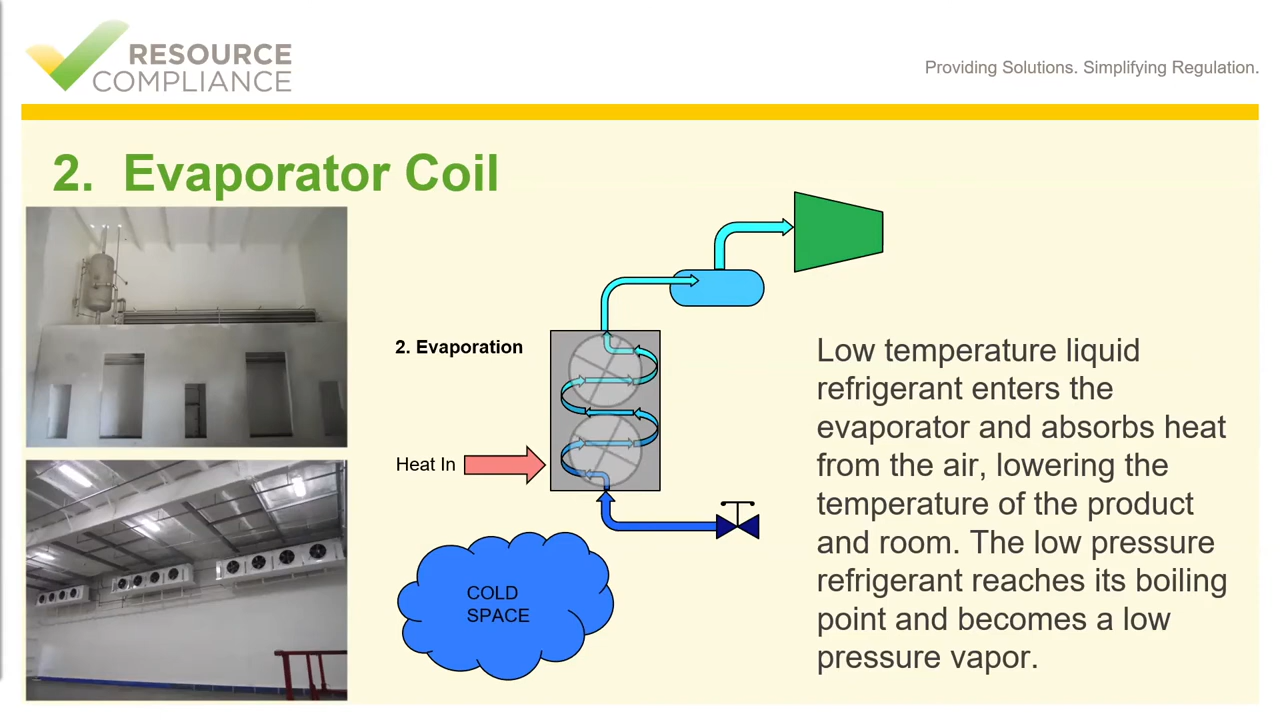 RESOURCE
COMPLIANCE
Providing Solutions. Simplifying Regulation.
2. Evaporator Coil
2. Evaporation
Heat In
COLD
SPACE
Low temperature liquid
refrigerant enters the
evaporator and absorbs heat
from the air, lowering the
temperature of the product
and room. The low pressure
refrigerant reaches its boiling
point and becomes a low
pressure vapor.